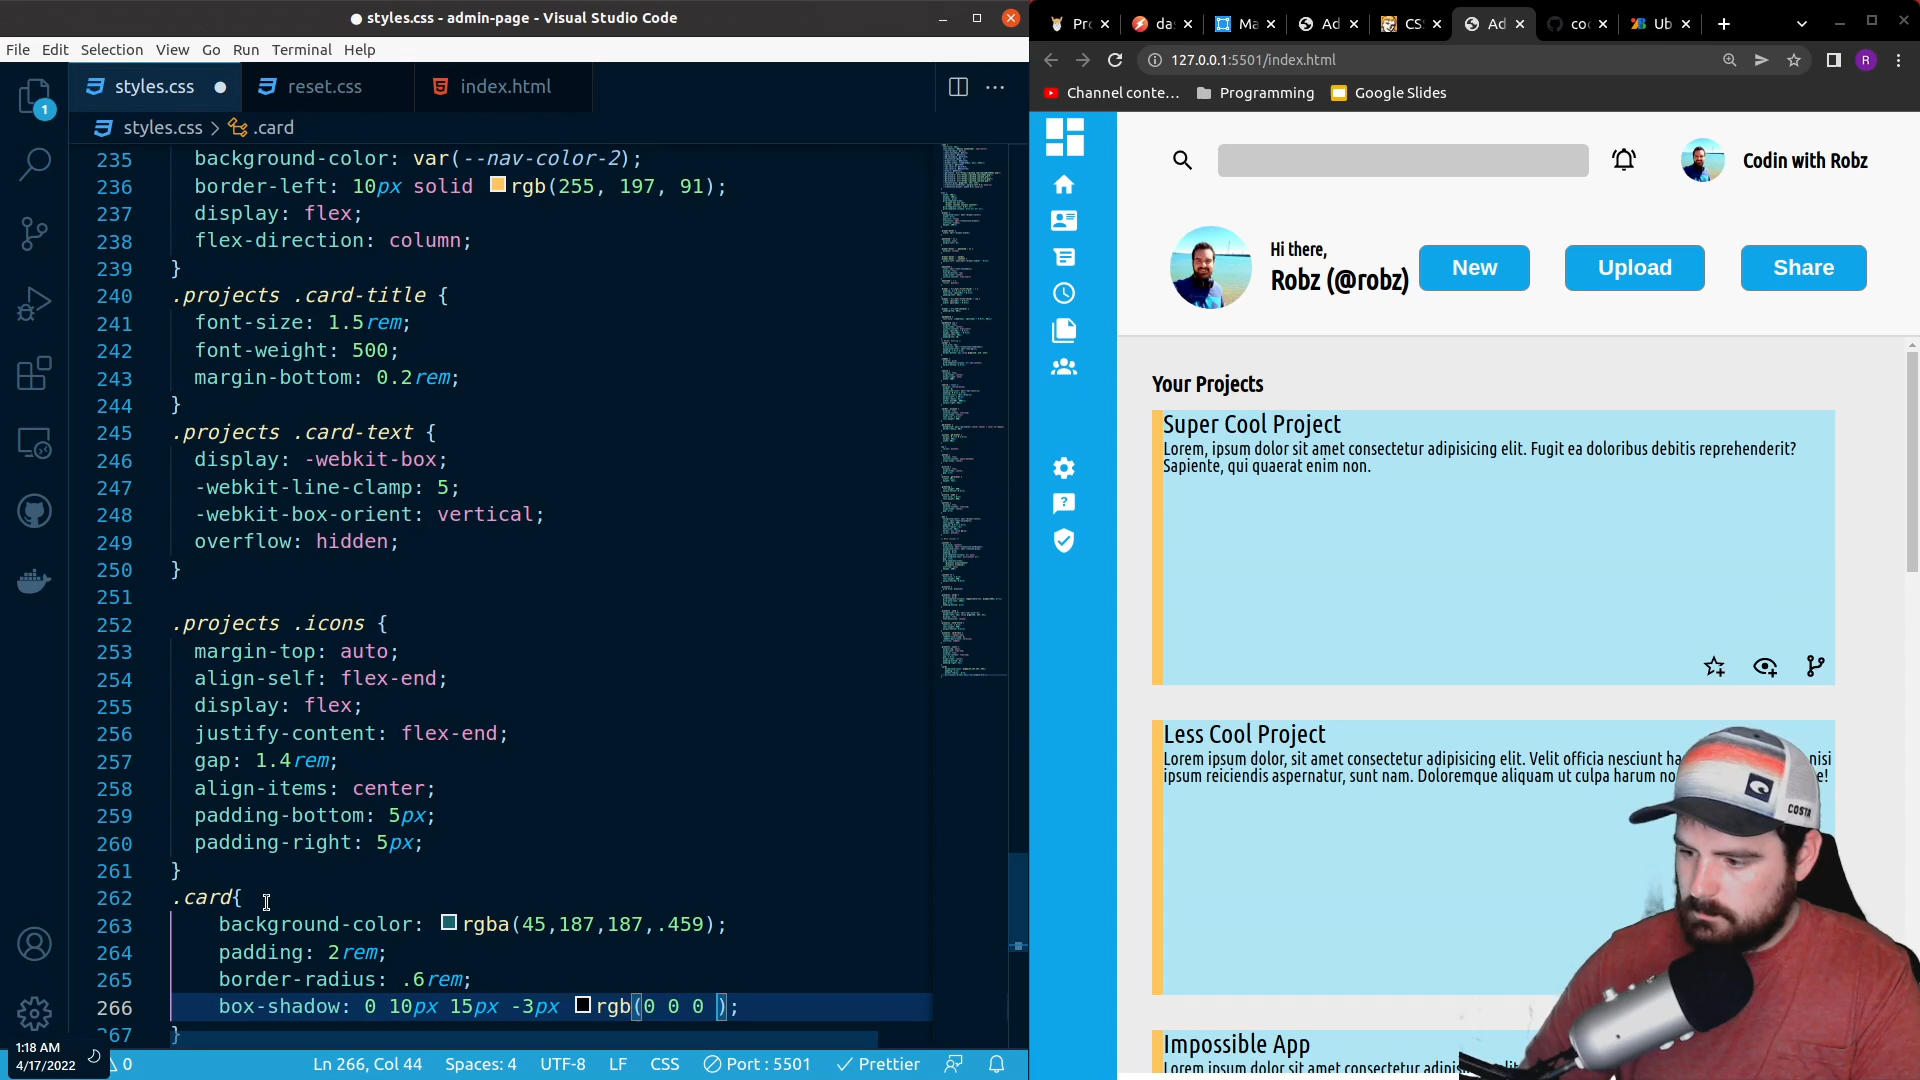 styles.css - admin-page - Visual Studio Code
File Edit Selection View Go Run Terminal Help
styles.css reset.css index.html
styles.css > .card
235 background-color: var(--nav-color-2);
236 border-left: 10px solid rgb(255, 197, 91);
237 display: flex;
238 flex-direction: column;
239 }
240 .projects .card-title {
241 font-size: 1.5rem;
242 font-weight: 500;
243 margin-bottom: 0.2rem;
244 }
245 .projects .card-text {
246 display: -webkit-box;
247 -webkit-line-clamp: 5;
248 -webkit-box-orient: vertical;
249 overflow: hidden;
250 }
251
252 .projects .icons {
253 margin-top: auto;
254 align-self: flex-end;
255 display: flex;
256 justify-content: flex-end;
257 gap: 1.4rem;
258 align-items: center;
259 padding-bottom: 5px;
260 padding-right: 5px;
261 }
262 .card{
263 background-color: rgba(45,187,187,.459);
264 padding: 2rem;
265 border-radius: .6rem;
266 box-shadow: 0 10px 15px -3px rgb(0 0 0 );
267 }
1
1:18 AM
4/17/2022
0 Ln 266, Col 44 Spaces: 4 UTF-8 LF CSS Port : 5501 Prettier
Pro das Ma Ad CSS Ad coo Ub
127.0.0.1:5501/index.html R
Channel conte... Programming Google Slides
Codin with Robz
Hi there,
Robz (@robz) New Upload Share
Your Projects
Super Cool Project
Lorem, ipsum dolor sit amet consectetur adipisicing elit. Fugit ea doloribus debitis reprehenderit?
Sapiente, qui quaerat enim non.
Less Cool Project
Lorem ipsum dolor, sit amet consectetur adipisicing elit. Velit officia nesciunt ha nisi
ipsum reiciendis aspernatur, sunt nam. Doloremque aliquam ut culpa harum no e!
COSTA
Impossible App
Lorem ipsum dolor sit amet consectetur adipisicing elit